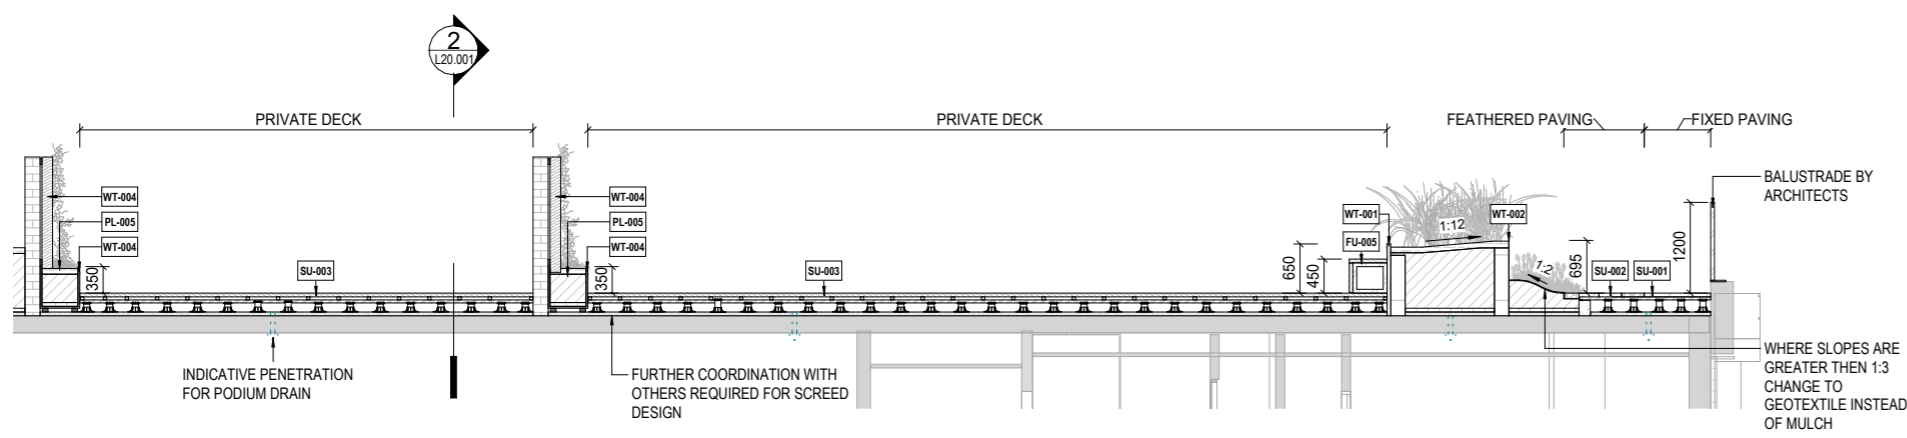 2
L20.001
PRIVATE DECK
PRIVATE DECK
FEATHERED PAVING
FIXED PAVING
BALUSTRADE BY
ARCHITECTS
WT-004
PL-005
WT-004
350
SU-003
WT-004
PL-005
WT-004
350
SU-003
650
450
WT-001
FU-005
1:12
WT-002
1:2
695
SU-002
SU-001
1200
INDICATIVE PENETRATION
FOR PODIUM DRAIN
FURTHER COORDINATION WITH
OTHERS REQUIRED FOR SCREED
DESIGN
WHERE SLOPES ARE
GREATER THEN 1:3
CHANGE TO
GEOTEXTILE INSTEAD
OF MULCH